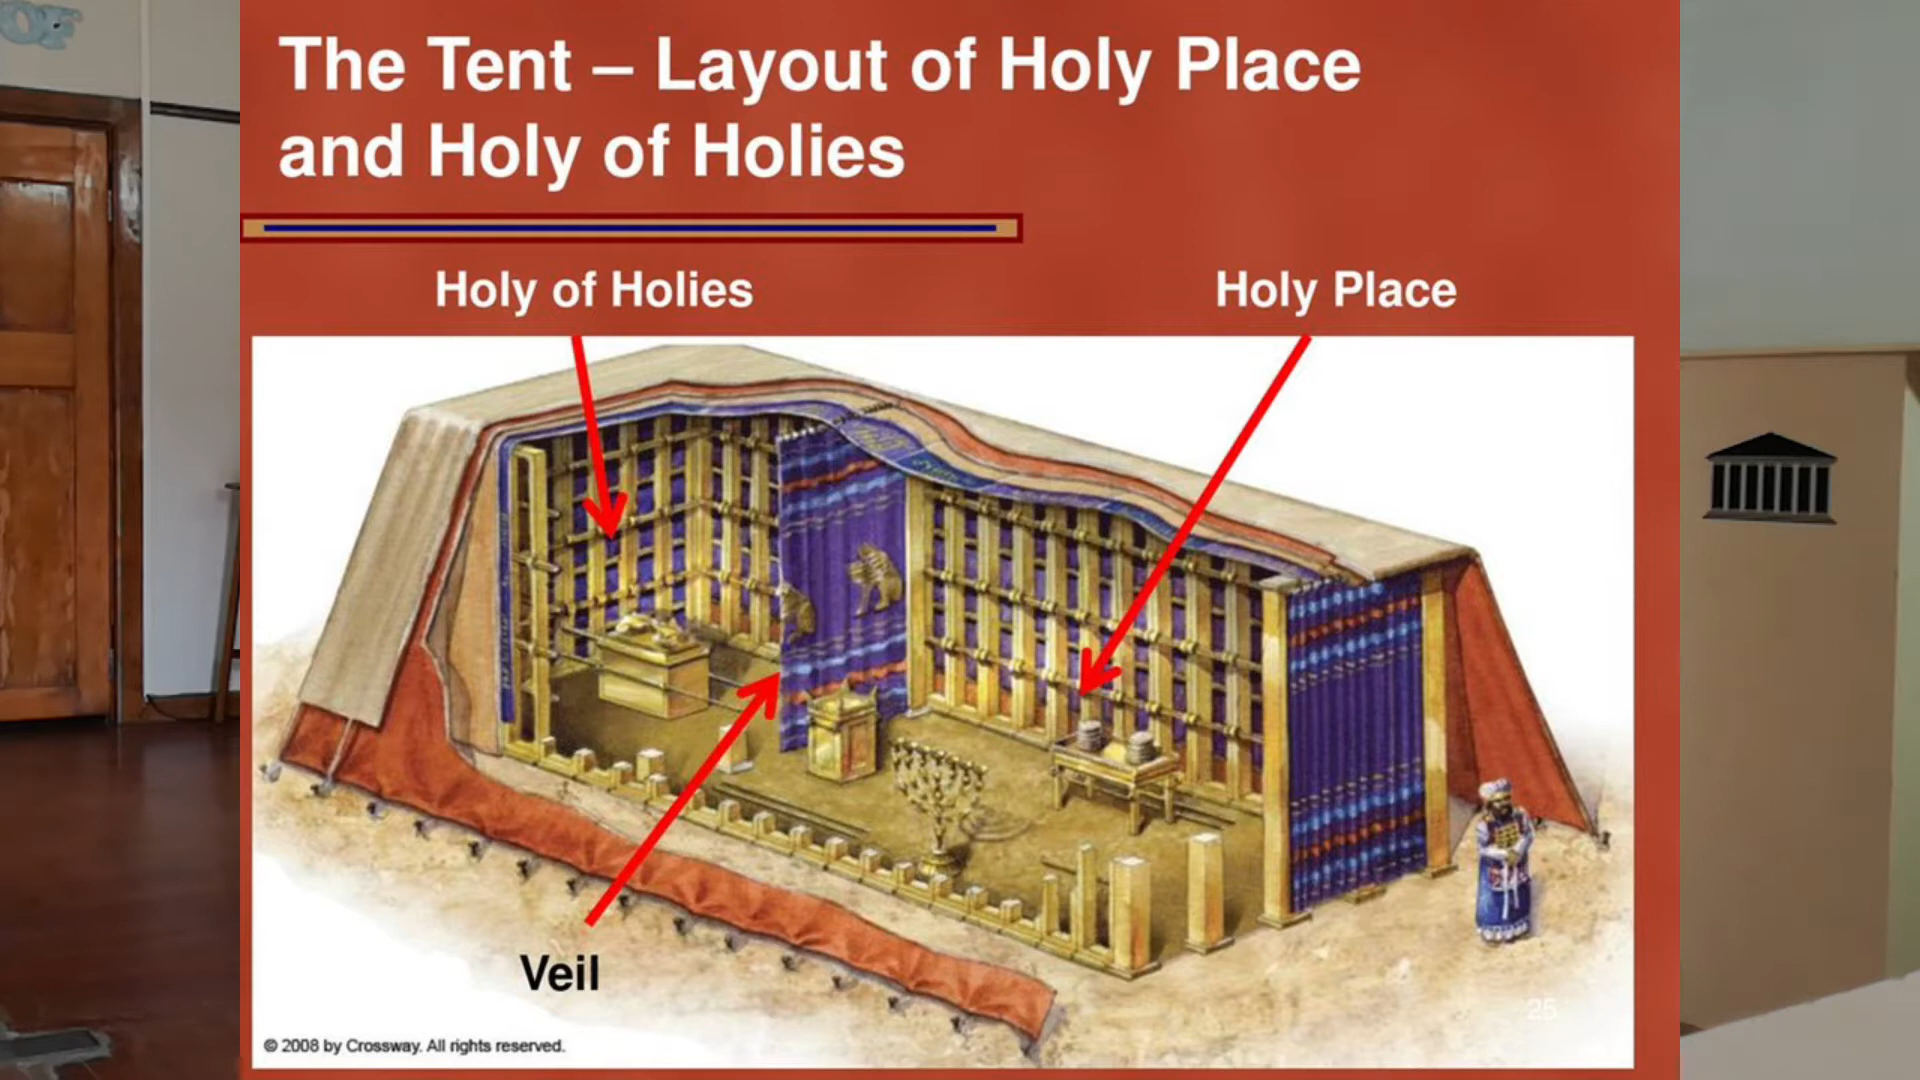 The Tent – Layout of Holy Place
and Holy of Holies
Holy of Holies
Holy Place
Veil
25
© 2008 by Crossway. All rights reserved.